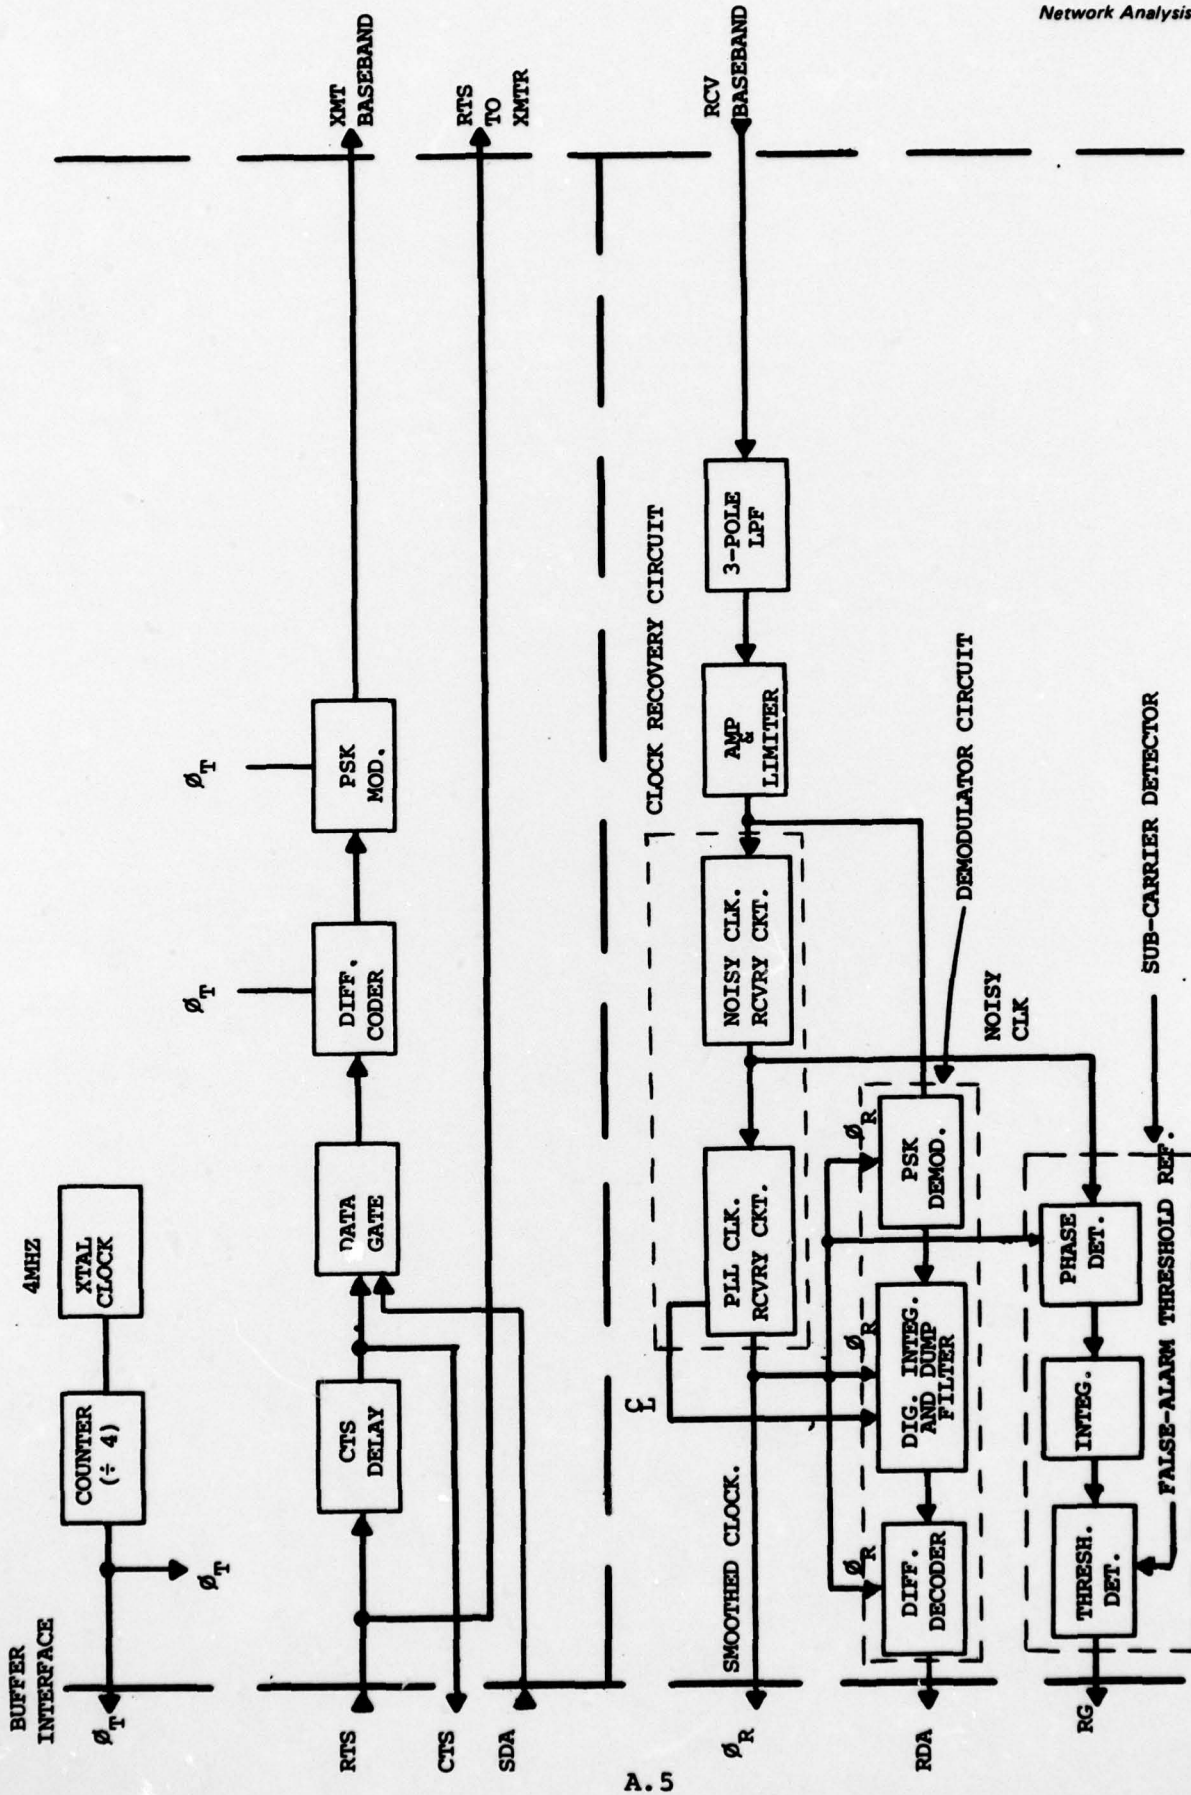 Network Analysis
BUFFER
INTERFACE
4MHZ
XTAL
CLOCK
COUNTER
(÷ 4)
ØT
ØT
RTS
CTS
SDA
CTS
DELAY
DATA
GATE
DIFF.
CODER
ØT
PSK
MOD.
ØT
XMT
BASEBAND
RTS
TO
XMTR
RCV
BASEBAND
3-POLE
LPF
AMP
&
LIMITER
CLOCK RECOVERY CIRCUIT
NOISY CLK.
RCVRY CKT.
PLL CLK.
RCVRY CKT.
℄
SMOOTHED CLOCK.
ØR
DEMODULATOR CIRCUIT
NOISY
CLK
PSK
DEMOD.
ØR
DIG. INTEG.
AND DUMP
FILTER
ØR
DIFF.
DECODER
ØR
RDA
SUB-CARRIER DETECTOR
PHASE
DET.
INTEG.
THRESH.
DET.
FALSE-ALARM THRESHOLD REF.
RG
A.5